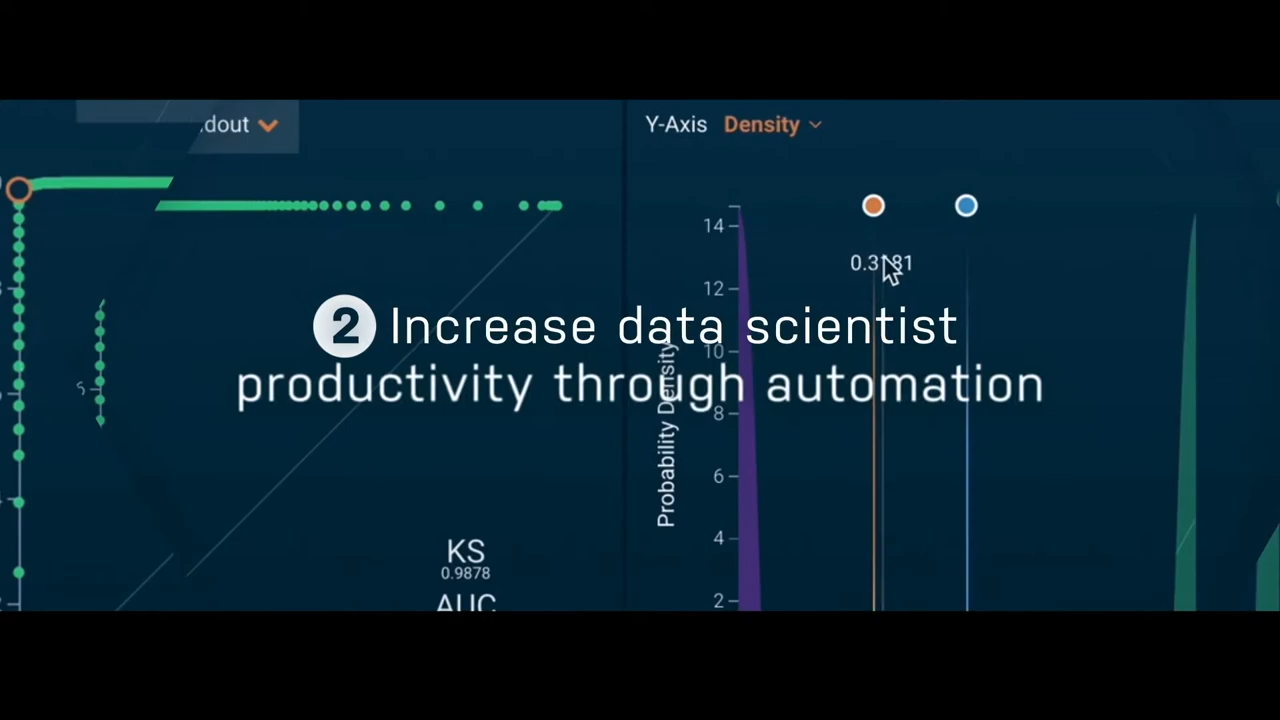 dout
Y-Axis Density
14
12
10
8
6
4
2
Probability Density
② Increase data scientist
productivity through automation
KS
0.9878
AUC